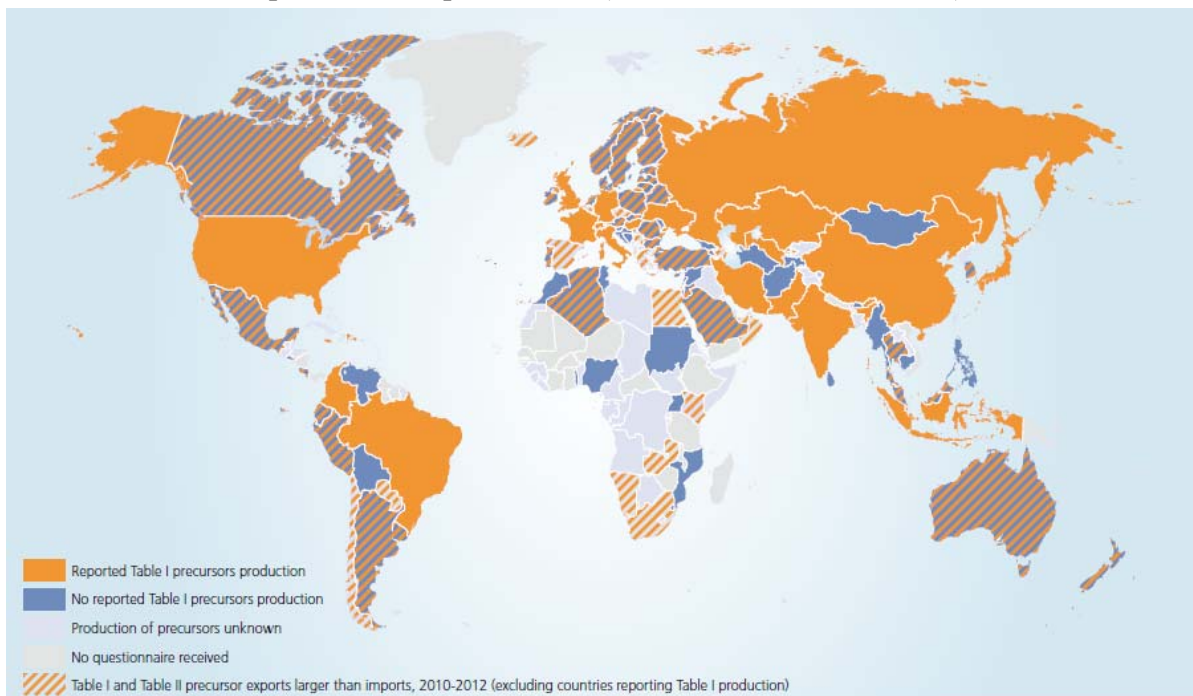 Reported Table I precursors production
No reported Table I precursors production
Production of precursors unknown
No questionnaire received
Table I and Table II precursor exports larger than imports, 2010-2012 (excluding countries reporting Table I production)